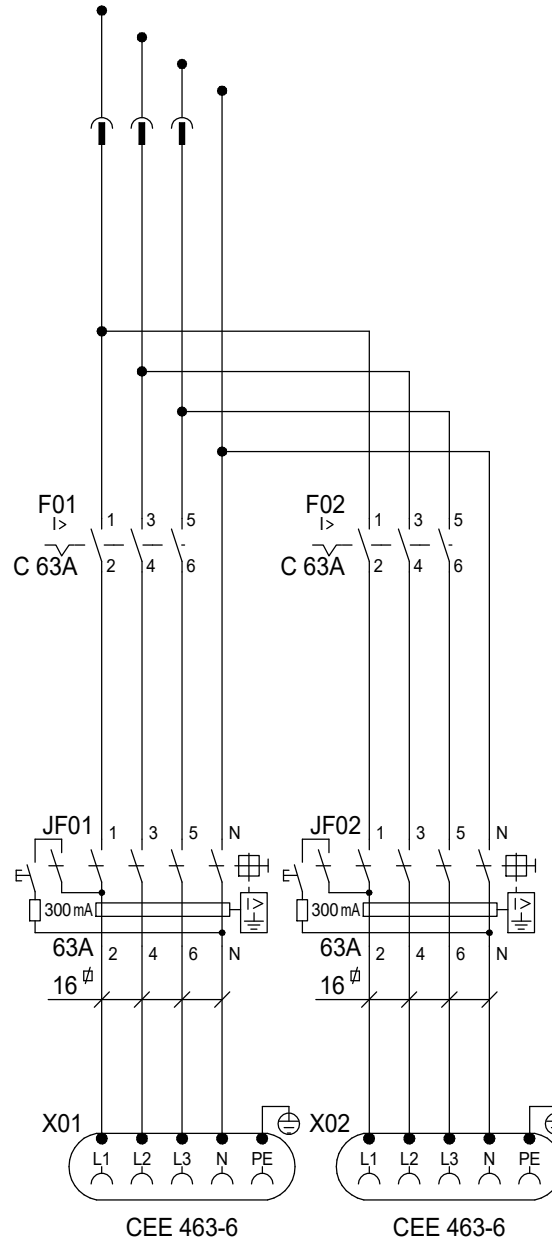 F01 F02
I> I>
1 3 5 1 3 5
C 63A 2 4 6 C 63A 2 4 6
JF01 1 3 5 N JF02 1 3 5 N
300 mA I> 300 mA I>
63A 2 4 6 N 63A 2 4 6 N
16 16
X01 X02
L1 L2 L3 N PE L1 L2 L3 N PE
CEE 463-6 CEE 463-6